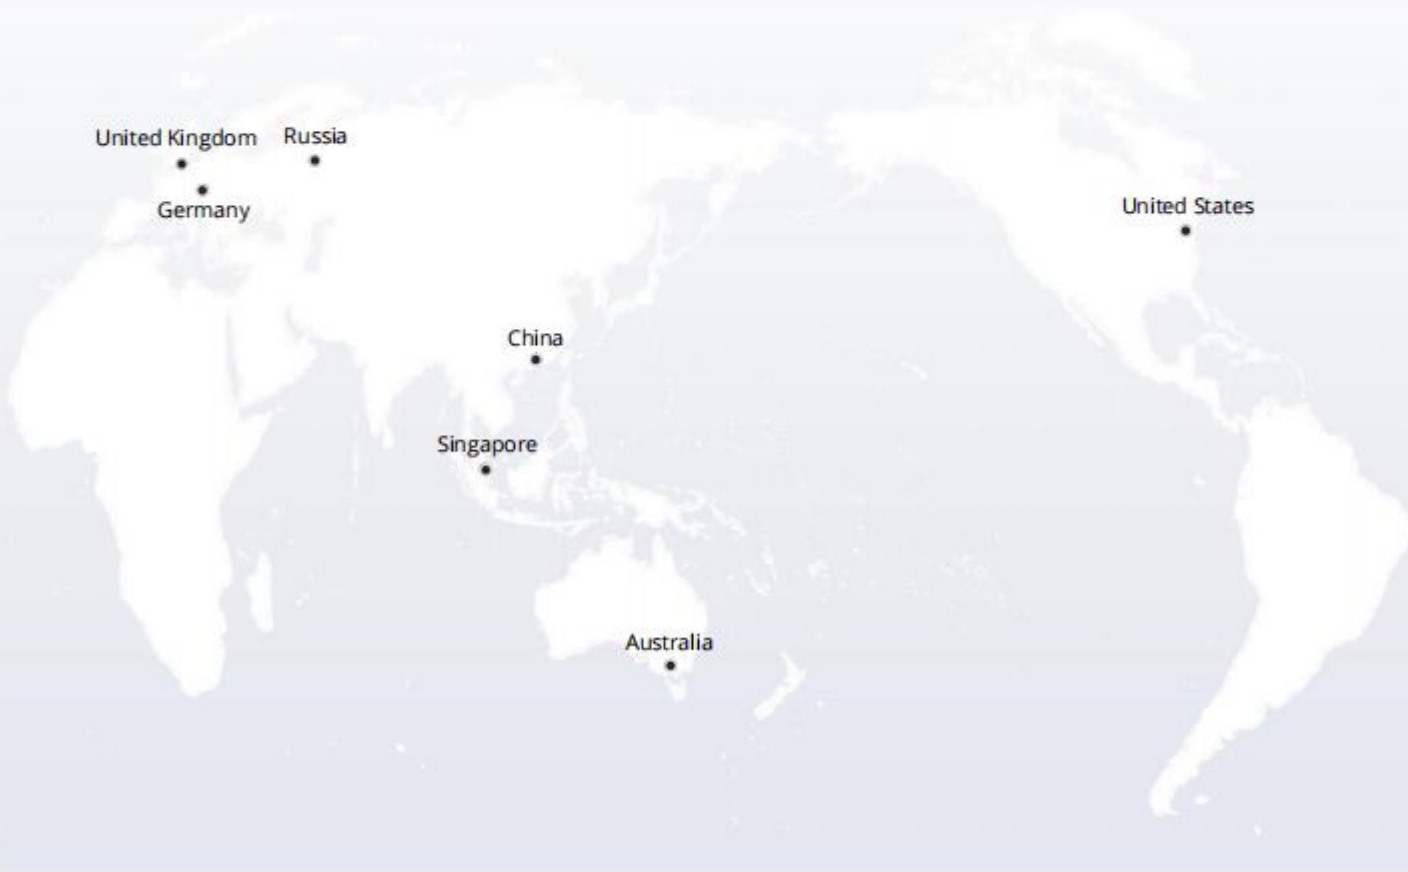 United Kingdom
Russia
Germany
United States
China
Singapore
Australia